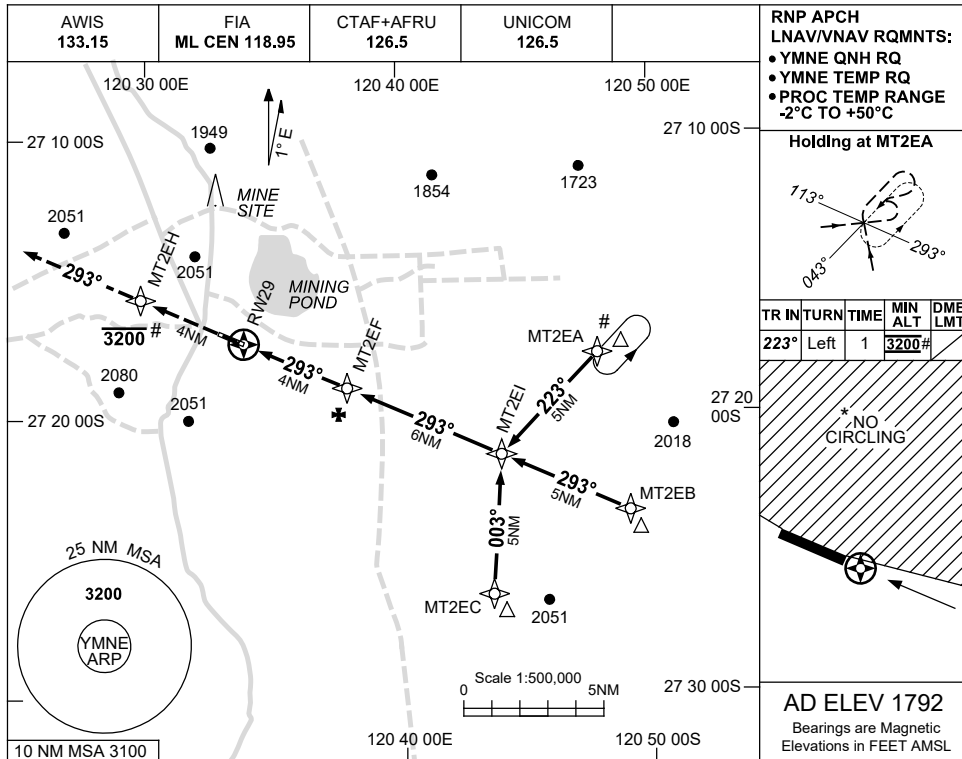 AWIS
133.15
FIA
ML CEN 118.95
CTAF+AFRU
126.5
UNICOM
126.5
RNP APCH
LNAV/VNAV RQMNTS:
• YMNE QNH RQ
• YMNE TEMP RQ
• PROC TEMP RANGE
-2°C TO +50°C
120 30 00E
120 40 00E
120 50 00E
27 10 00S
27 10 00S
1° E
1949
1854
1723
MINE
SITE
2051
2051
MT2EH
293°
MINING
POND
RW29
3200 #
4NM
MT2EF
293°
4NM
MT2EA
#
223°
5NM
MT2EI
293°
6NM
2080
2051
27 20 00S
27 20
00S
2018
293°
5NM
MT2EB
003°
5NM
MT2EC
2051
25 NM MSA
3200
YMNE
ARP
10 NM MSA 3100
Scale 1:500,000
0
5NM
27 30 00S
120 40 00E
120 50 00E
Holding at MT2EA
113°
293°
043°
TR IN
TURN
TIME
MIN
ALT
DME
LMT
223°
Left
1
3200#
* NO
CIRCLING
AD ELEV 1792
Bearings are Magnetic
Elevations in FEET AMSL